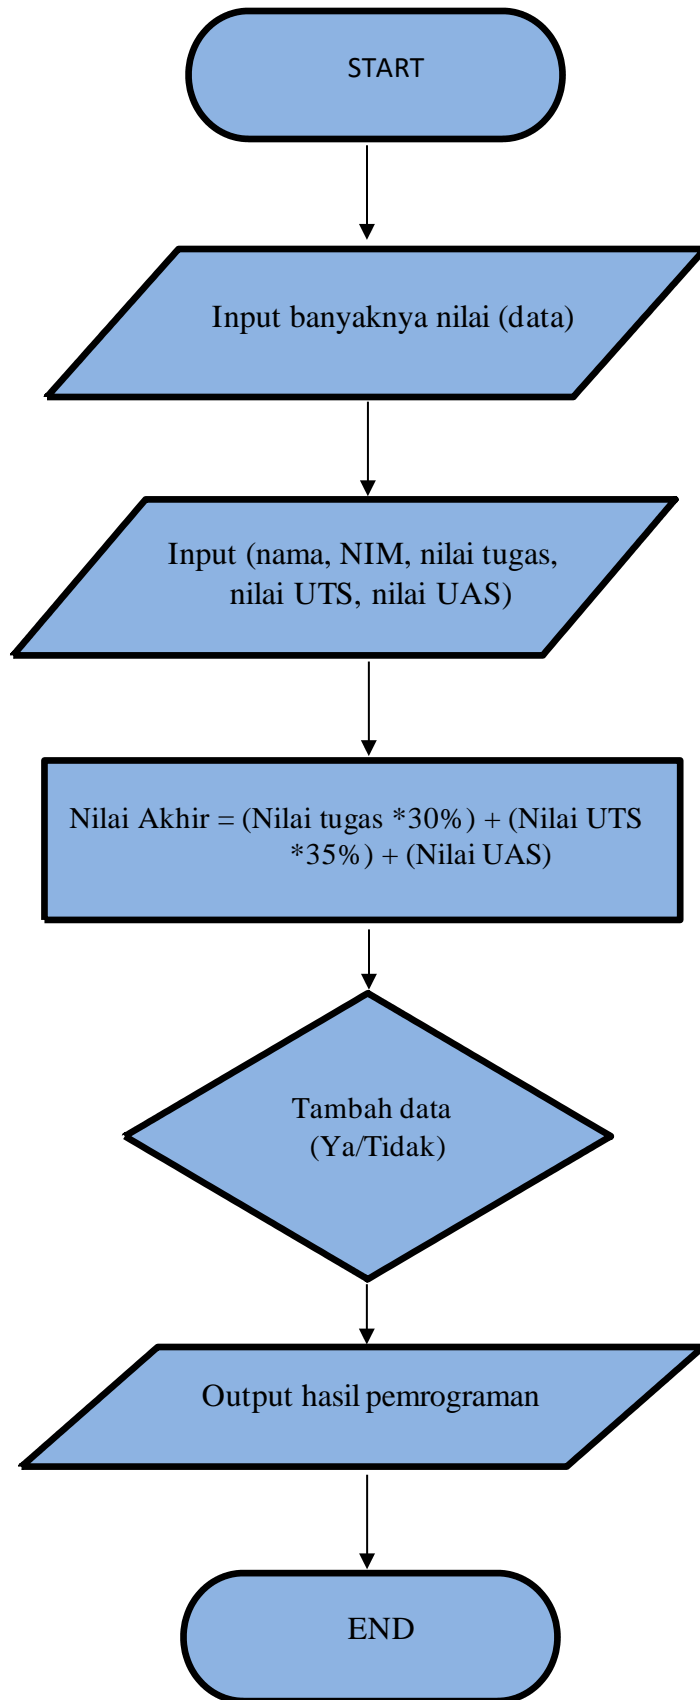 START
Input banyaknya nilai (data)
Input (nama, NIM, nilai tugas,
nilai UTS, nilai UAS)
Nilai Akhir = (Nilai tugas *30%) + (Nilai UTS
*35%) + (Nilai UAS)
Tambah data
(Ya/Tidak)
Output hasil pemrograman
END